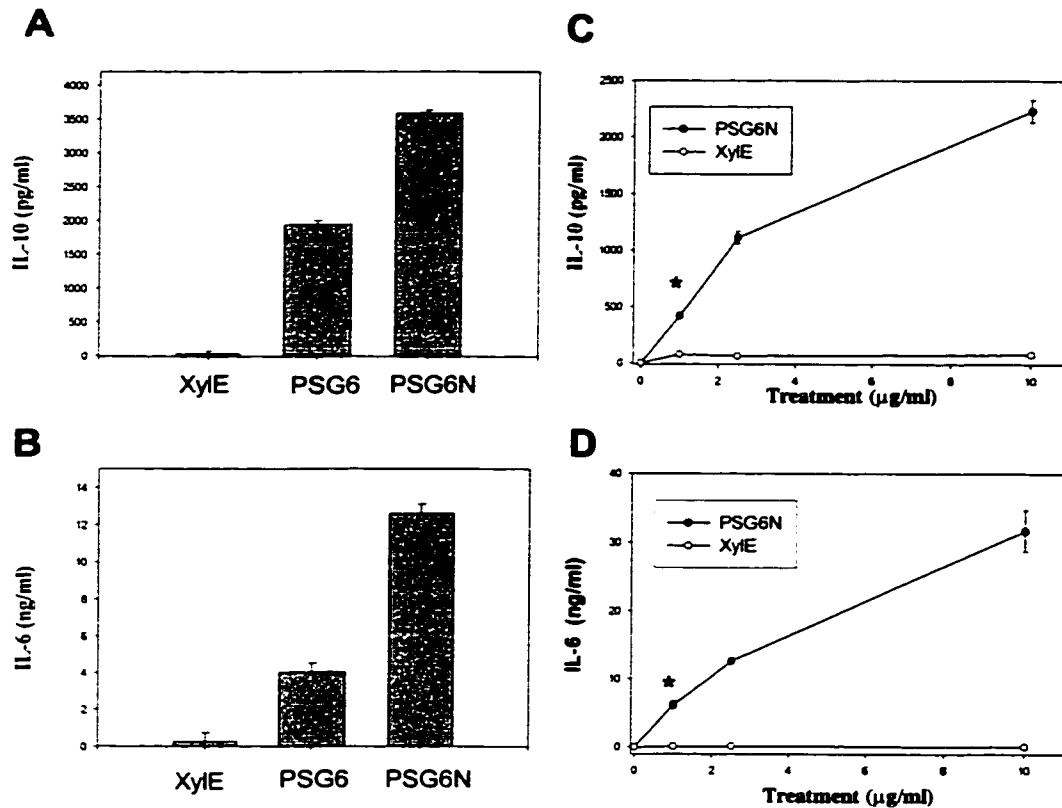 A
IL-10 (pg/ml)
4000
3500
3000
2500
2000
1500
1000
500
0
XylE PSG6 PSG6N
B
IL-6 (ng/ml)
14
12
10
8
6
4
2
0
XylE PSG6 PSG6N
C
IL-10 (pg/ml)
2500
2000
1500
1000
500
0
PSG6N
XylE
★
0 2 4 6 8 10
Treatment (μg/ml)
D
IL-6 (ng/ml)
40
30
20
10
0
PSG6N
XylE
★
0 2 4 6 8 10
Treatment (μg/ml)